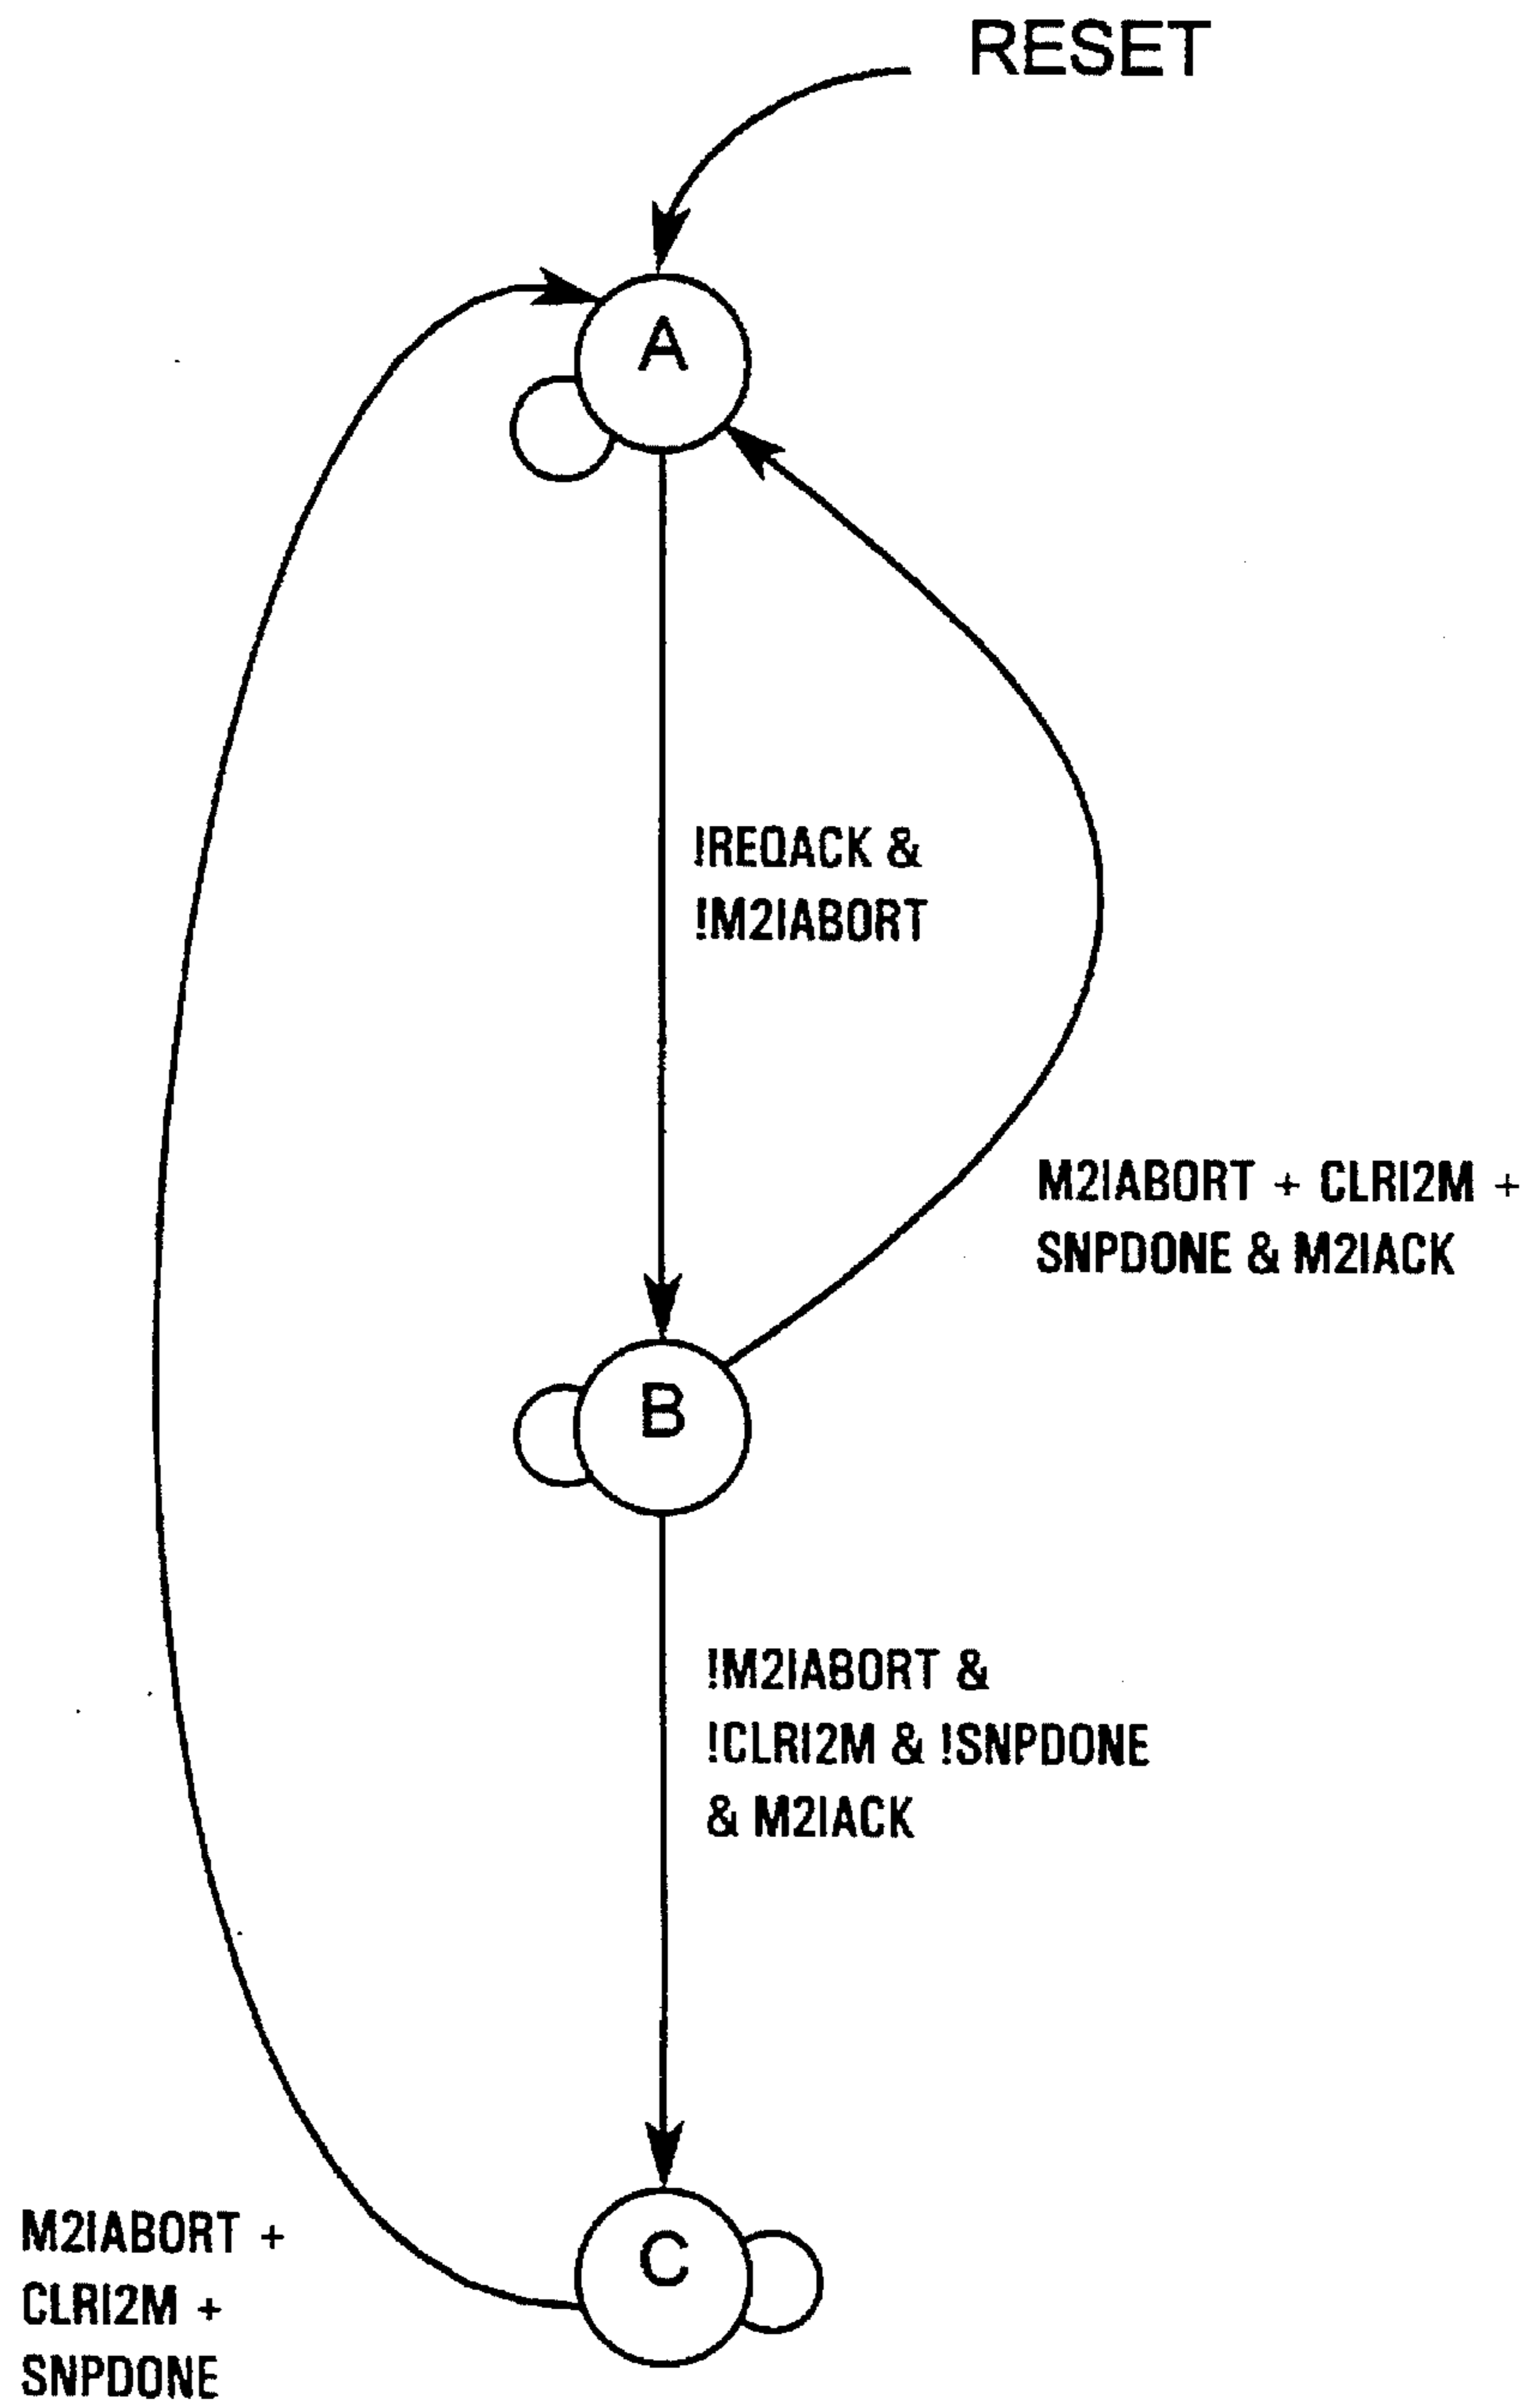 RESET
A
!REQACK &
!M2IABORT
M2IABORT + CLRI2M +
SNPDONE & M2IACK
B
!M2IABORT &
!CLRI2M & !SNPDONE
& M2IACK
C
M2IABORT +
CLRI2M +
SNPDONE